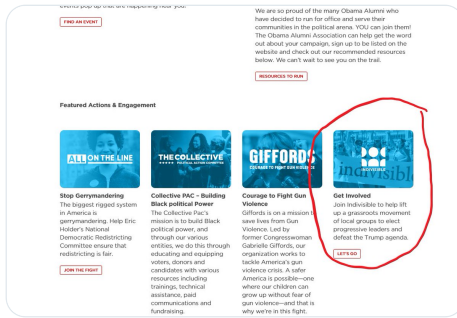 events pop up that are happening near you.
FIND AN EVENT
We are so proud of the many Obama Alumni who
have decided to run for office and serve their
communities in the political arena. YOU can join them!
The Obama Alumni Association can help get the word
out about your campaign, sign up to be listed on the
website and check out our recommended resources
below. We can't wait to see you on the trail.
RESOURCES TO RUN
Featured Actions & Engagement
ALL ON THE LINE
Stop Gerrymandering
The biggest rigged system
in America is
gerrymandering. Help Eric
Holder's National
Democratic Redistricting
Committee ensure that
redistricting is fair.
JOIN THE FIGHT
THE COLLECTIVE
POLITICAL ACTION COMMITTEE
Collective PAC – Building
Black political Power
The Collective Pac's
mission is to build Black
political power, and
through our various
entities, we do this through
educating and equipping
voters, donors and
candidates with various
resources including
trainings, technical
assistance, paid
communications and
fundraising.
GIFFORDS
COURAGE TO FIGHT GUN VIOLENCE
Courage to Fight Gun
Violence
Giffords is on a mission to
save lives from Gun
Violence. Led by
former Congresswoman
Gabrielle Giffords, our
organization works to
tackle America's gun
violence crisis. A safer
America is possible—one
where our children can
grow up without fear of
gun violence—and that is
why we're in this fight.
INDIVISIBLE
indivisible
Get Involved
Join Indivisible to help lift
up a grassroots movement
of local groups to elect
progressive leaders and
defeat the Trump agenda.
LET'S GO